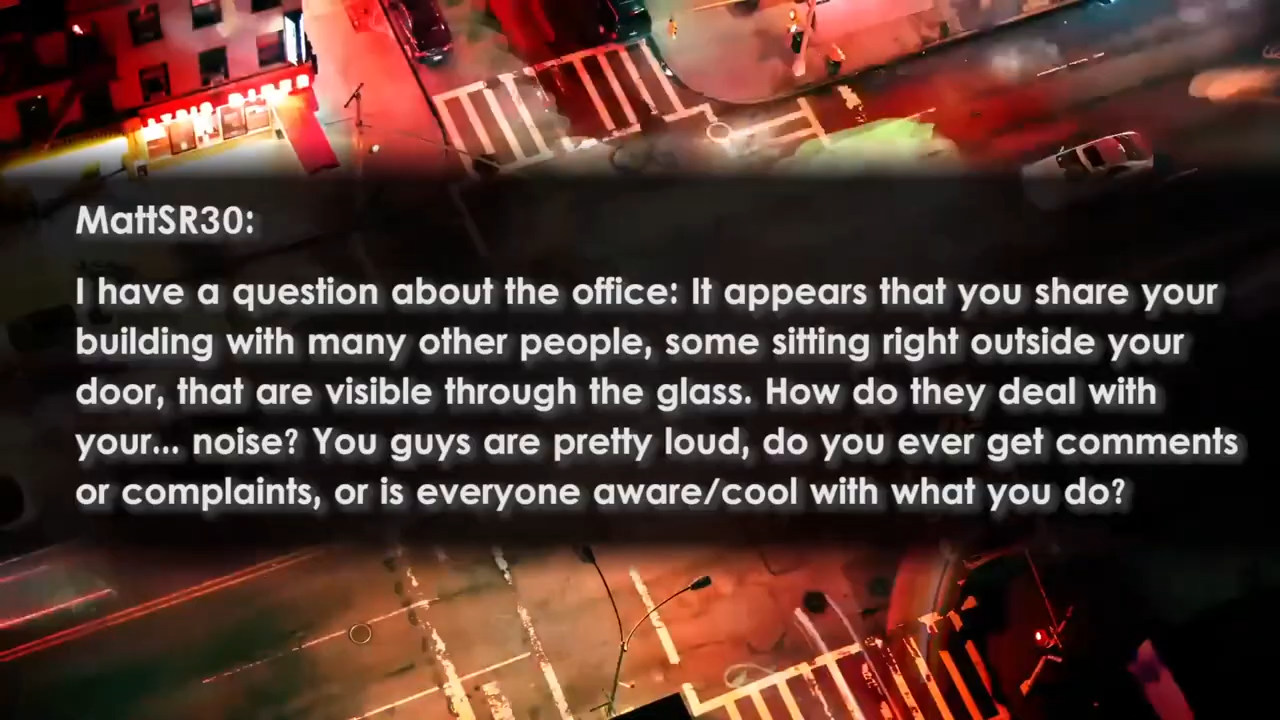 MattSR30:
I have a question about the office: It appears that you share your
building with many other people, some sitting right outside your
door, that are visible through the glass. How do they deal with
your... noise? You guys are pretty loud, do you ever get comments
or complaints, or is everyone aware/cool with what you do?